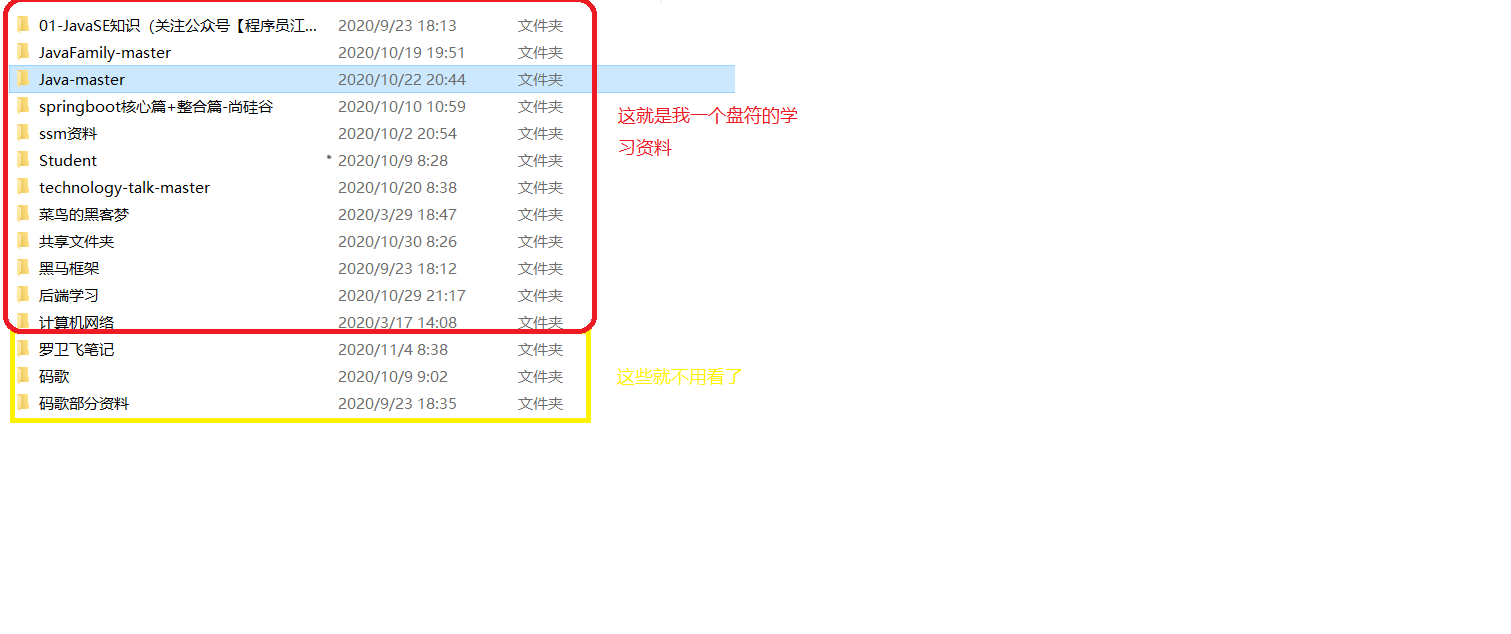 01-JavaSE知识（关注公众号【程序员江... 2020/9/23 18:13 文件夹
JavaFamily-master 2020/10/19 19:51 文件夹
Java-master 2020/10/22 20:44 文件夹
springboot核心篇+整合篇-尚硅谷 2020/10/10 10:59 文件夹
这就是我一个盘符的学
ssm资料 2020/10/2 20:54 文件夹
习资料
Student 2020/10/9 8:28 文件夹
technology-talk-master 2020/10/20 8:38 文件夹
菜鸟的黑客梦 2020/3/29 18:47 文件夹
共享文件夹 2020/10/30 8:26 文件夹
黑马框架 2020/9/23 18:12 文件夹
后端学习 2020/10/29 21:17 文件夹
计算机网络 2020/3/17 14:08 文件夹
罗卫飞笔记 2020/11/4 8:38 文件夹
码歌 2020/10/9 9:02 文件夹
这些就不用看了
码歌部分资料 2020/9/23 18:35 文件夹